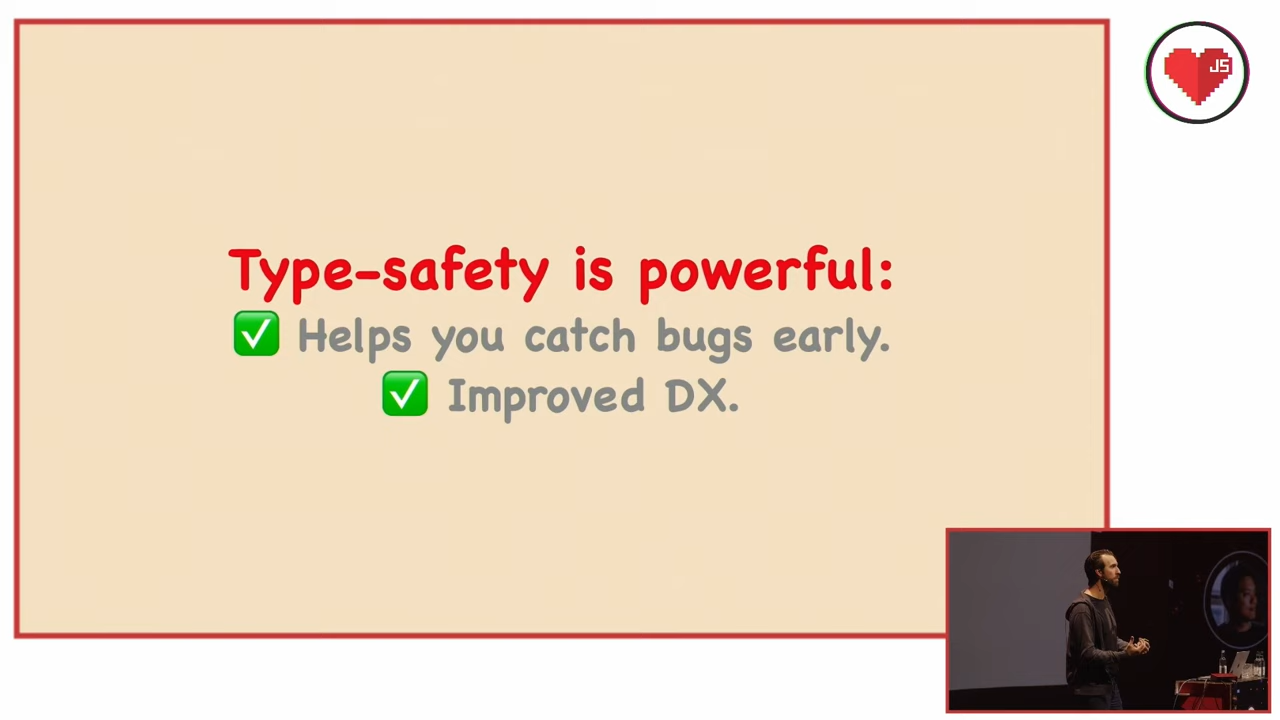 JS
Type-safety is powerful:
✅ Helps you catch bugs early.
✅ Improved DX.